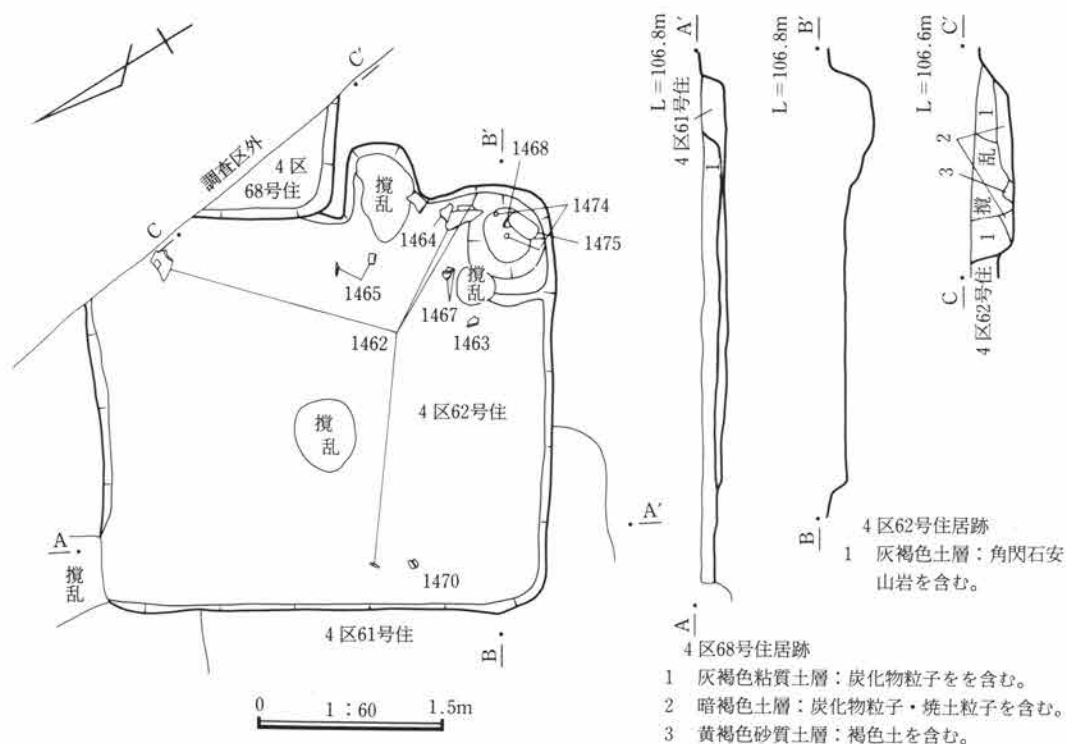 C′
調査区外
4 区
68号住
C
攪乱
B′
1468
1474
1475
1464
1465
攪乱
1467
1462
1463
攪乱
4 区62号住
A
攪乱
A′
1470
4 区61号住
B
0 1：60 1.5m
L＝106.8m A′
4 区61号住
1
A
L＝106.8m B′
B
L＝106.6m C′
1
2
乱
3
攪
1
C
4 区62号住
4 区62号住居跡
1 灰褐色土層：角閃石安
山岩を含む。
4 区68号住居跡
1 灰褐色粘質土層：炭化物粒子をを含む。
2 暗褐色土層：炭化物粒子・焼土粒子を含む。
3 黄褐色砂質土層：褐色土を含む。